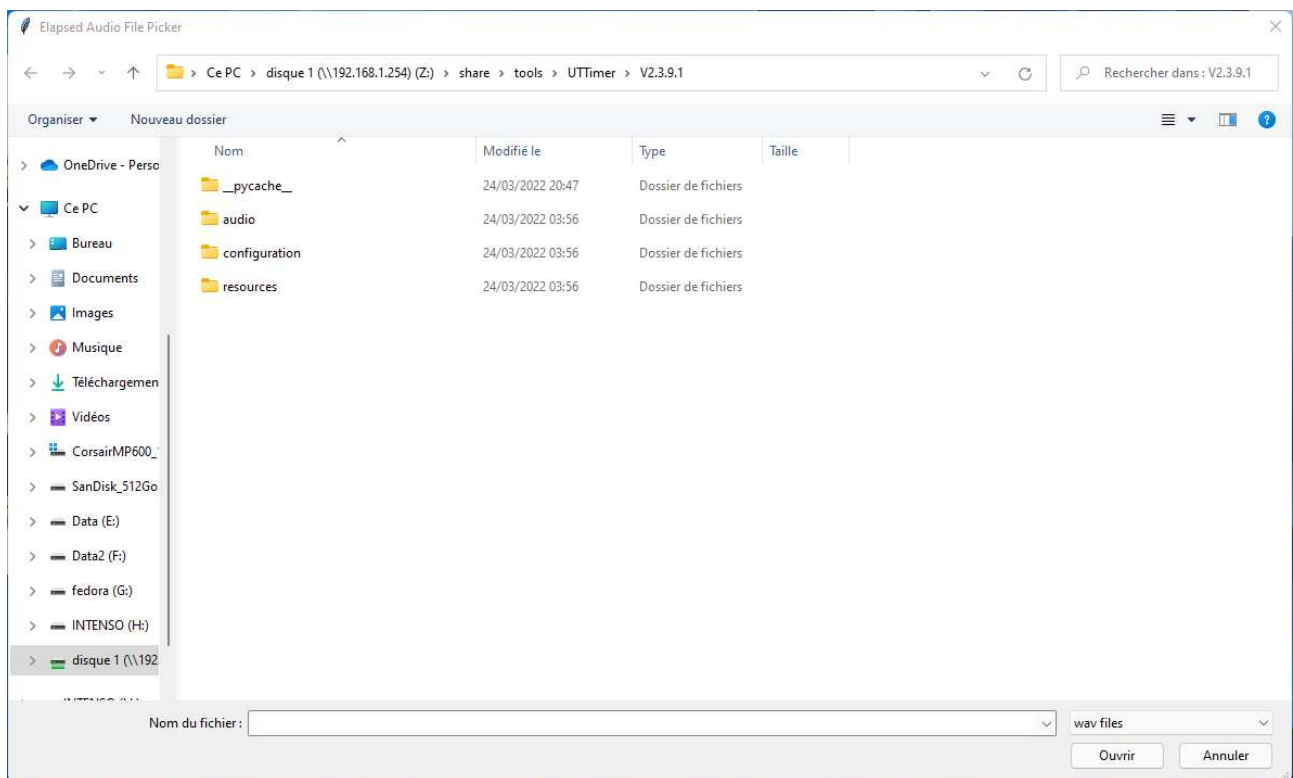 Elapsed Audio File Picker
Ce PC > disque 1 (\\192.168.1.254) (Z:) > share > tools > UTTimer > V2.3.9.1
Rechercher dans : V2.3.9.1
Organiser
Nouveau dossier
Nom Modifié le Type Taille
__pycache__ 24/03/2022 20:47 Dossier de fichiers
audio 24/03/2022 03:56 Dossier de fichiers
configuration 24/03/2022 03:56 Dossier de fichiers
resources 24/03/2022 03:56 Dossier de fichiers
OneDrive - Perso
Ce PC
Bureau
Documents
Images
Musique
Téléchargemen
Vidéos
CorsairMP600_
SanDisk_512Go
Data (E:)
Data2 (F:)
fedora (G:)
INTENSO (H:)
disque 1 (\\192
Nom du fichier :
wav files
Ouvrir Annuler